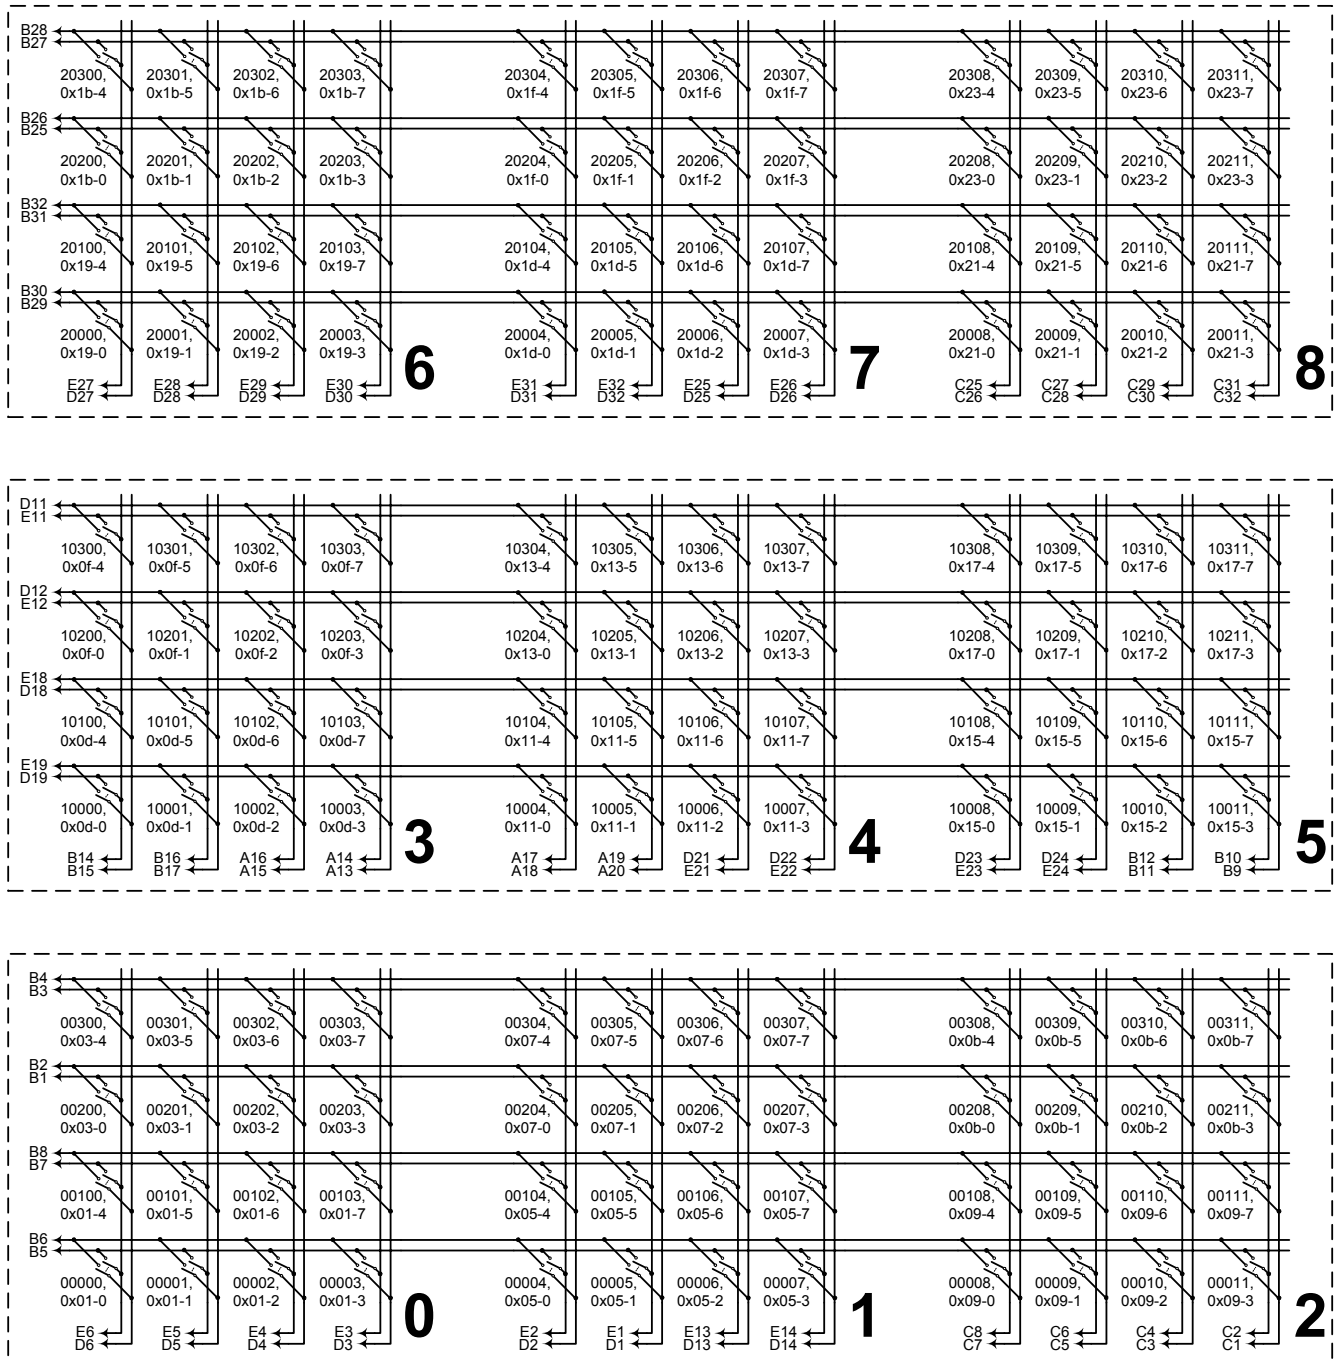 B28
B27
20300, 20301, 20302, 20303, 20304, 20305, 20306, 20307, 20308, 20309, 20310, 20311,
0x1b-4 0x1b-5 0x1b-6 0x1b-7 0x1f-4 0x1f-5 0x1f-6 0x1f-7 0x23-4 0x23-5 0x23-6 0x23-7
B26
B25
20200, 20201, 20202, 20203, 20204, 20205, 20206, 20207, 20208, 20209, 20210, 20211,
0x1b-0 0x1b-1 0x1b-2 0x1b-3 0x1f-0 0x1f-1 0x1f-2 0x1f-3 0x23-0 0x23-1 0x23-2 0x23-3
B32
B31
20100, 20101, 20102, 20103, 20104, 20105, 20106, 20107, 20108, 20109, 20110, 20111,
0x19-4 0x19-5 0x19-6 0x19-7 0x1d-4 0x1d-5 0x1d-6 0x1d-7 0x21-4 0x21-5 0x21-6 0x21-7
B30
B29
20000, 20001, 20002, 20003, 20004, 20005, 20006, 20007, 20008, 20009, 20010, 20011,
0x19-0 0x19-1 0x19-2 0x19-3 0x1d-0 0x1d-1 0x1d-2 0x1d-3 0x21-0 0x21-1 0x21-2 0x21-3
6 7 8
E27 E28 E29 E30 E31 E32 E25 E26 C25 C27 C29 C31
D27 D28 D29 D30 D31 D32 D25 D26 C26 C28 C30 C32
D11
E11
10300, 10301, 10302, 10303, 10304, 10305, 10306, 10307, 10308, 10309, 10310, 10311,
0x0f-4 0x0f-5 0x0f-6 0x0f-7 0x13-4 0x13-5 0x13-6 0x13-7 0x17-4 0x17-5 0x17-6 0x17-7
D12
E12
10200, 10201, 10202, 10203, 10204, 10205, 10206, 10207, 10208, 10209, 10210, 10211,
0x0f-0 0x0f-1 0x0f-2 0x0f-3 0x13-0 0x13-1 0x13-2 0x13-3 0x17-0 0x17-1 0x17-2 0x17-3
E18
D18
10100, 10101, 10102, 10103, 10104, 10105, 10106, 10107, 10108, 10109, 10110, 10111,
0x0d-4 0x0d-5 0x0d-6 0x0d-7 0x11-4 0x11-5 0x11-6 0x11-7 0x15-4 0x15-5 0x15-6 0x15-7
E19
D19
10000, 10001, 10002, 10003, 10004, 10005, 10006, 10007, 10008, 10009, 10010, 10011,
0x0d-0 0x0d-1 0x0d-2 0x0d-3 0x11-0 0x11-1 0x11-2 0x11-3 0x15-0 0x15-1 0x15-2 0x15-3
3 4 5
B14 B16 A16 A14 A17 A19 D21 D22 D23 D24 B12 B10
B15 B17 A15 A13 A18 A20 E21 E22 E23 E24 B11 B9
B4
B3
00300, 00301, 00302, 00303, 00304, 00305, 00306, 00307, 00308, 00309, 00310, 00311,
0x03-4 0x03-5 0x03-6 0x03-7 0x07-4 0x07-5 0x07-6 0x07-7 0x0b-4 0x0b-5 0x0b-6 0x0b-7
B2
B1
00200, 00201, 00202, 00203, 00204, 00205, 00206, 00207, 00208, 00209, 00210, 00211,
0x03-0 0x03-1 0x03-2 0x03-3 0x07-0 0x07-1 0x07-2 0x07-3 0x0b-0 0x0b-1 0x0b-2 0x0b-3
B8
B7
00100, 00101, 00102, 00103, 00104, 00105, 00106, 00107, 00108, 00109, 00110, 00111,
0x01-4 0x01-5 0x01-6 0x01-7 0x05-4 0x05-5 0x05-6 0x05-7 0x09-4 0x09-5 0x09-6 0x09-7
B6
B5
00000, 00001, 00002, 00003, 00004, 00005, 00006, 00007, 00008, 00009, 00010, 00011,
0x01-0 0x01-1 0x01-2 0x01-3 0x05-0 0x05-1 0x05-2 0x05-3 0x09-0 0x09-1 0x09-2 0x09-3
0 1 2
E6 E5 E4 E3 E2 E1 E13 E14 C8 C6 C4 C2
D6 D5 D4 D3 D2 D1 D13 D14 C7 C5 C3 C1